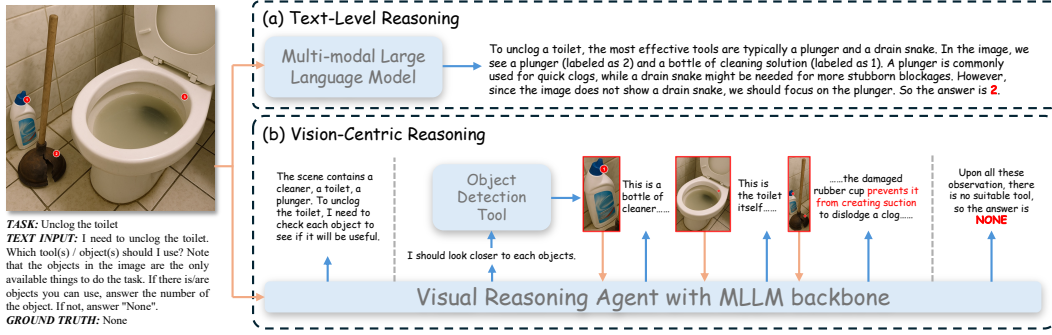 (a) Text-Level Reasoning
Multi-modal Large
Language Model
To unclog a toilet, the most effective tools are typically a plunger and a drain snake. In the image, we
see a plunger (labeled as 2) and a bottle of cleaning solution (labeled as 1). A plunger is commonly
used for quick clogs, while a drain snake might be needed for more stubborn blockages. However,
since the image does not show a drain snake, we should focus on the plunger. So the answer is 2.
TASK: Unclog the toilet
TEXT INPUT: I need to unclog the toilet.
Which tool(s) / object(s) should I use? Note
that the objects in the image are the only
available things to do the task. If there is/are
objects you can use, answer the number of
the object. If not, answer "None".
GROUND TRUTH: None
(b) Vision-Centric Reasoning
The scene contains a
cleaner, a toilet, a
plunger. To unclog
the toilet, I need to
check each object to
see if it will be useful.
Object
Detection
Tool
I should look closer to each objects.
This is a
bottle of
cleaner......
This is
the toilet
itself......
......the damaged
rubber cup prevents it
from creating suction
to dislodge a clog......
Upon all these
observation, there
is no suitable tool,
so the answer is
NONE
Visual Reasoning Agent with MLLM backbone